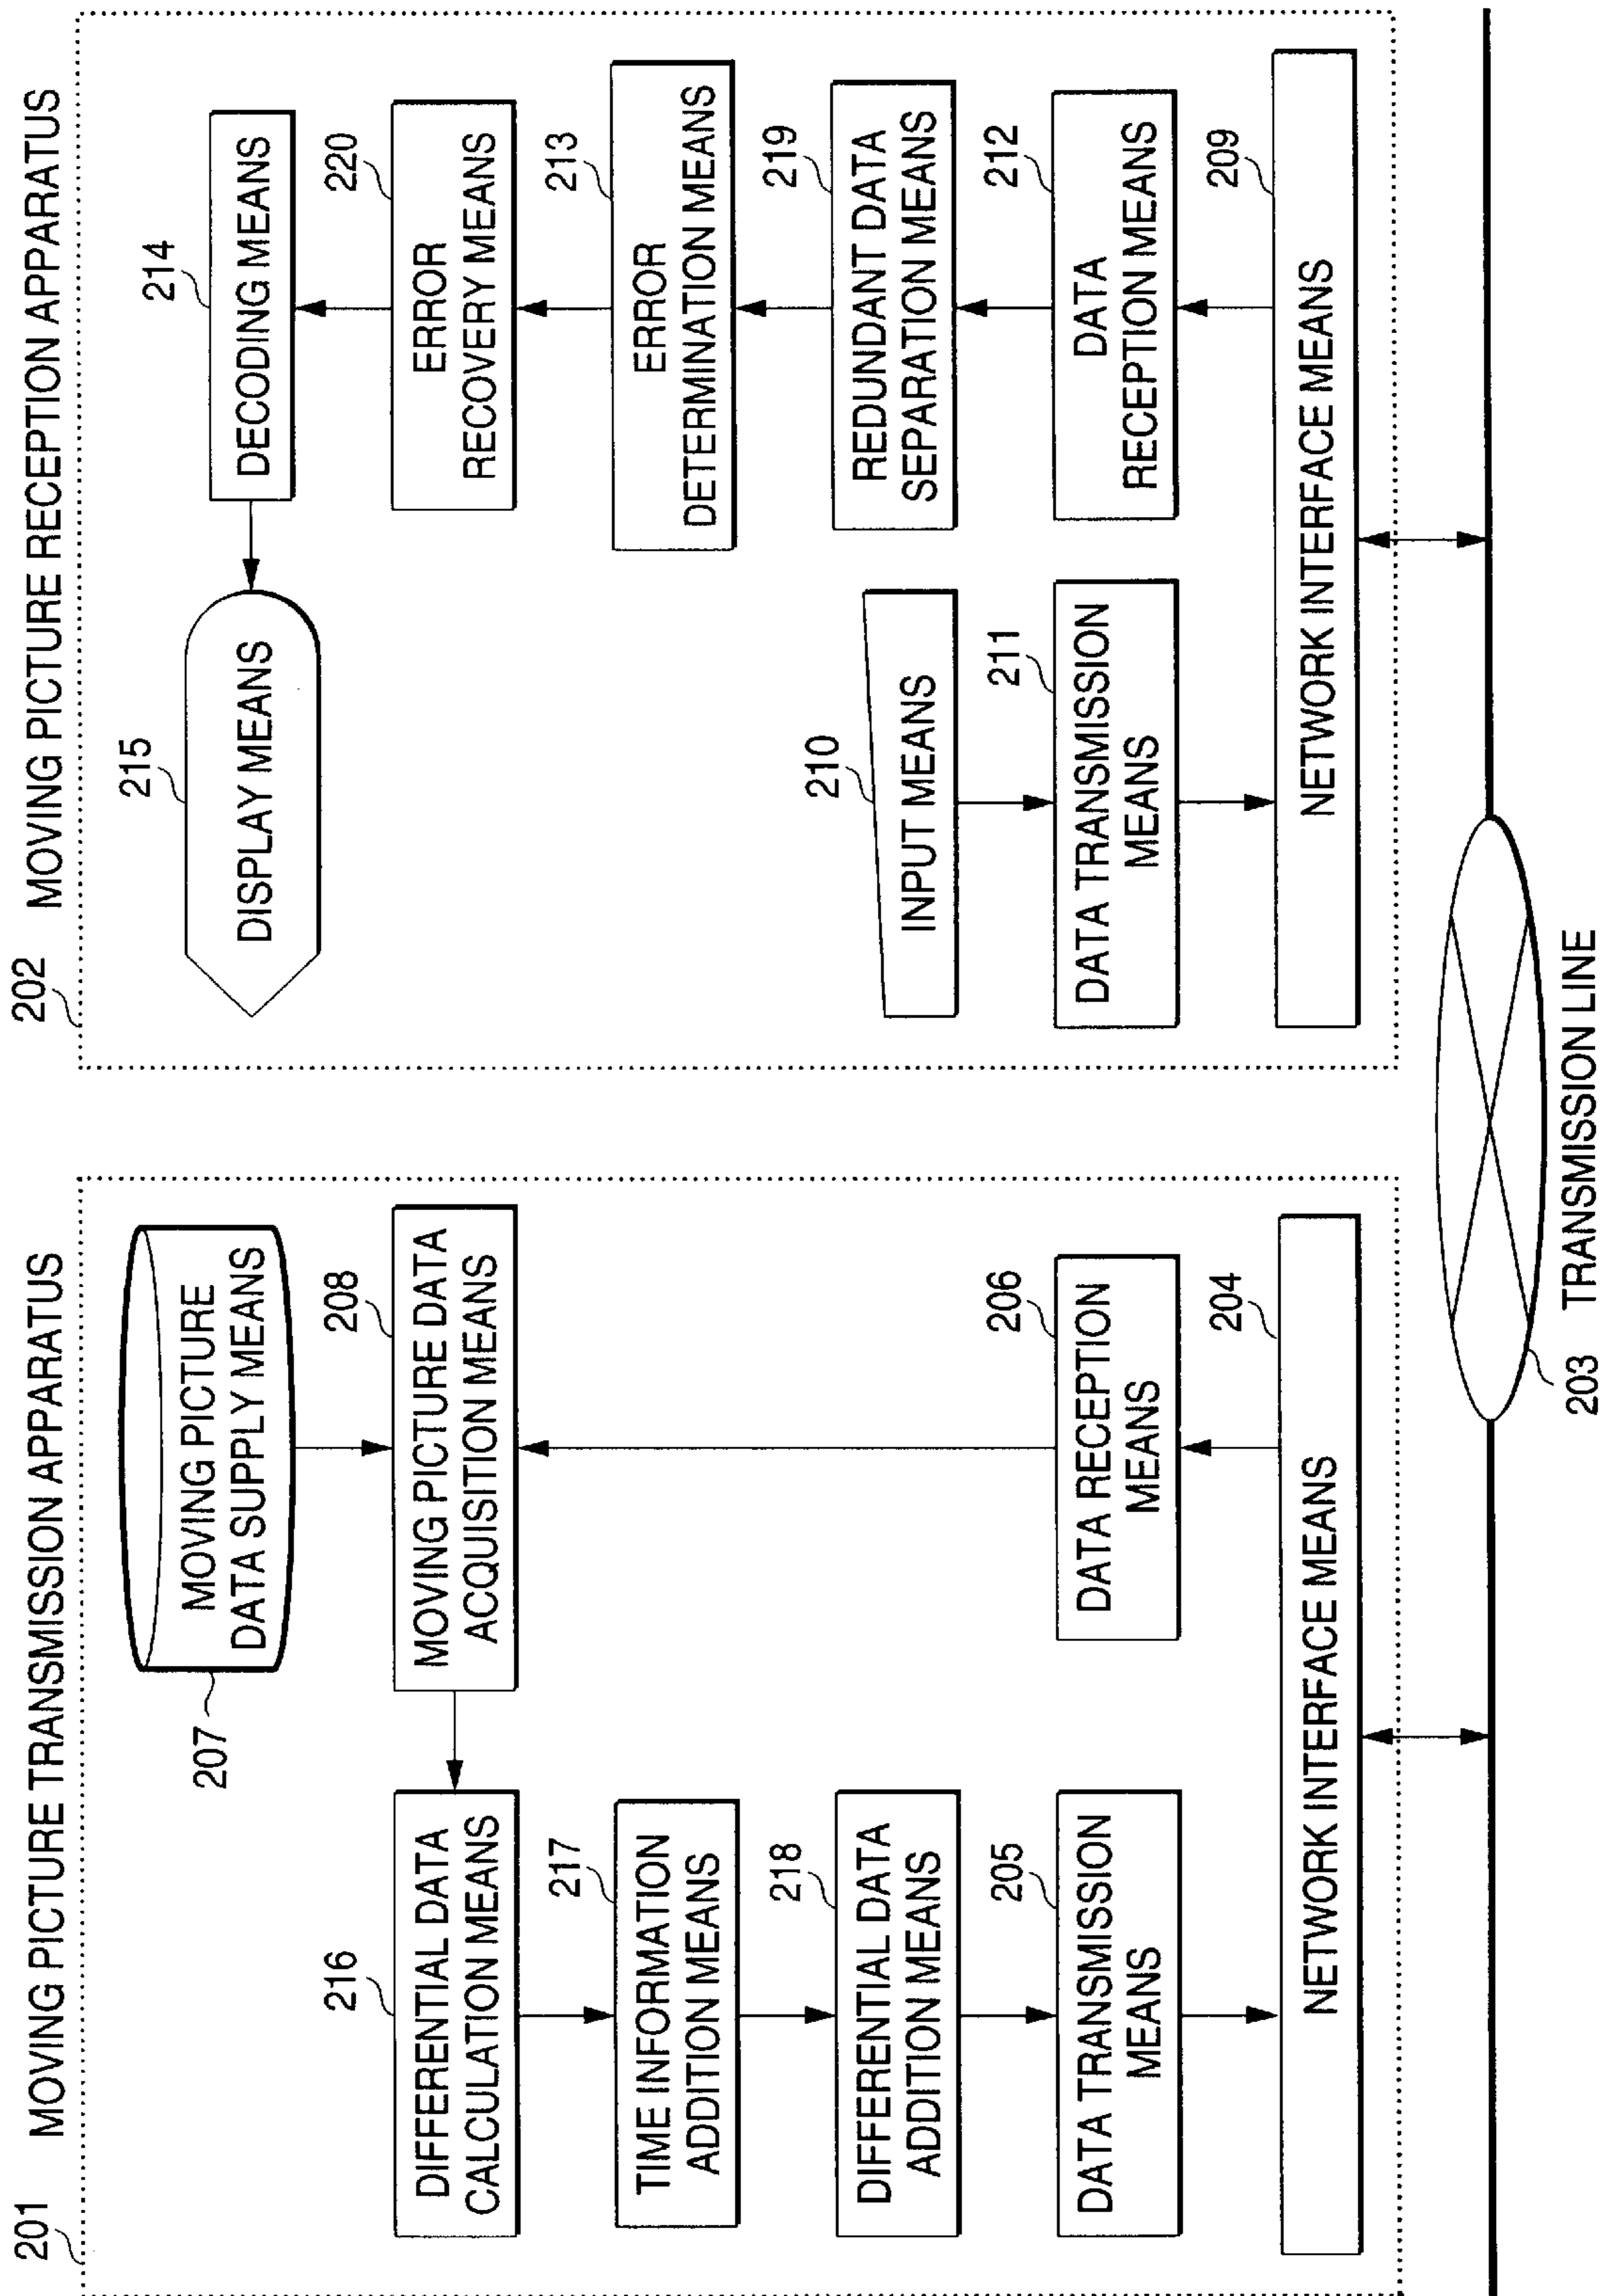 201
MOVING PICTURE TRANSMISSION APPARATUS
207
MOVING PICTURE
DATA SUPPLY MEANS
208
MOVING PICTURE DATA
ACQUISITION MEANS
216
DIFFERENTIAL DATA
CALCULATION MEANS
217
TIME INFORMATION
ADDITION MEANS
218
DIFFERENTIAL DATA
ADDITION MEANS
205
DATA TRANSMISSION
MEANS
206
DATA RECEPTION
MEANS
204
NETWORK INTERFACE MEANS
202
MOVING PICTURE RECEPTION APPARATUS
215
DISPLAY MEANS
214
DECODING MEANS
220
ERROR
RECOVERY MEANS
213
ERROR
DETERMINATION MEANS
219
REDUNDANT DATA
SEPARATION MEANS
212
DATA
RECEPTION MEANS
210
INPUT MEANS
211
DATA TRANSMISSION
MEANS
209
NETWORK INTERFACE MEANS
203
TRANSMISSION LINE